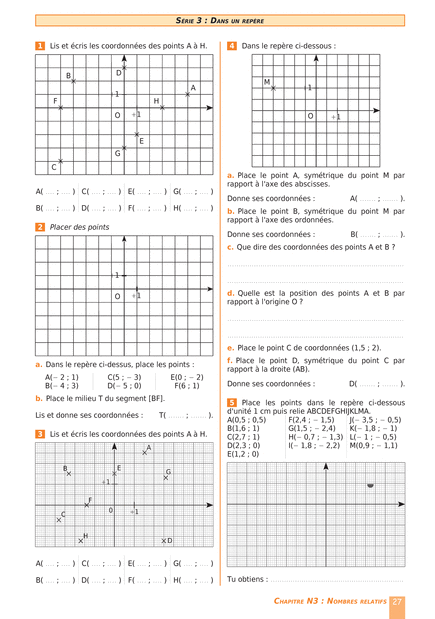 SÉRIE 3 : DANS UN REPÈRE
1 Lis et écris les coordonnées des points A à H.
D
B
A
F
+1
H
O
+1
E
G
C
A( ..... ; ..... ) C( ..... ; ..... ) E( ..... ; ..... ) G( ..... ; ..... )
B( ..... ; ..... ) D( ..... ; ..... ) F( ..... ; ..... ) H( ..... ; ..... )
2 Placer des points
+1
O
+1
a. Dans le repère ci-dessus, place les points :
A(− 2 ; 1) C(5 ; − 3) E(0 ; − 2)
B(− 4 ; 3) D(− 5 ; 0) F(6 ; 1)
b. Place le milieu T du segment [BF].
Lis et donne ses coordonnées : T( ....... ; ....... ).
3 Lis et écris les coordonnées des points A à H.
A
B
E
G
+1
F
C
0
+1
H
D
A( ..... ; ..... ) C( ..... ; ..... ) E( ..... ; ..... ) G( ..... ; ..... )
B( ..... ; ..... ) D( ..... ; ..... ) F( ..... ; ..... ) H( ..... ; ..... )
4 Dans le repère ci-dessous :
M
+1
O
+1
a. Place le point A, symétrique du point M par
rapport à l'axe des abscisses.
Donne ses coordonnées : A( ........ ; ........ ).
b. Place le point B, symétrique du point M par
rapport à l'axe des ordonnées.
Donne ses coordonnées : B( ........ ; ........ ).
c. Que dire des coordonnées des points A et B ?
d. Quelle est la position des points A et B par
rapport à l'origine O ?
e. Place le point C de coordonnées (1,5 ; 2).
f. Place le point D, symétrique du point C par
rapport à la droite (AB).
Donne ses coordonnées : D( ....... ; ....... ).
5 Place les points dans le repère ci-dessous
d'unité 1 cm puis relie ABCDEFGHIJKLMA.
A(0,5 ; 0,5) F(2,4 ; − 1,5) J(− 3,5 ; − 0,5)
B(1,6 ; 1) G(1,5 ; − 2,4) K(− 1,8 ; − 1)
C(2,7 ; 1) H(− 0,7 ; − 1,3) L(− 1 ; − 0,5)
D(2,3 ; 0) I(− 1,8 ; − 2,2) M(0,9 ; − 1,1)
E(1,2 ; 0)
Tu obtiens : ........................................................
CHAPITRE N3 : NOMBRES RELATIFS 27